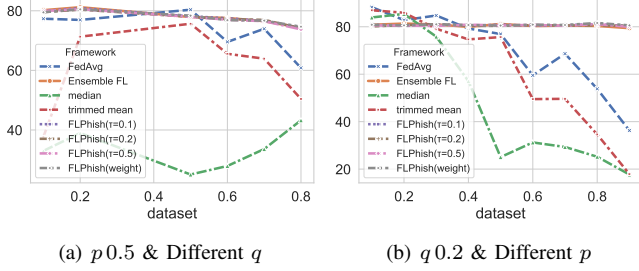 80
60
40
Framework
FedAvg
Ensemble FL
median
trimmed mean
FLPhish(τ=0.1)
FLPhish(τ=0.2)
FLPhish(τ=0.5)
FLPhish(weight)
0.2
0.4
0.6
0.8
dataset
(a) p 0.5 & Different q
80
60
40
20
Framework
FedAvg
Ensemble FL
median
trimmed mean
FLPhish(τ=0.1)
FLPhish(τ=0.2)
FLPhish(τ=0.5)
FLPhish(weight)
0.2
0.4
0.6
0.8
dataset
(b) q 0.2 & Different p